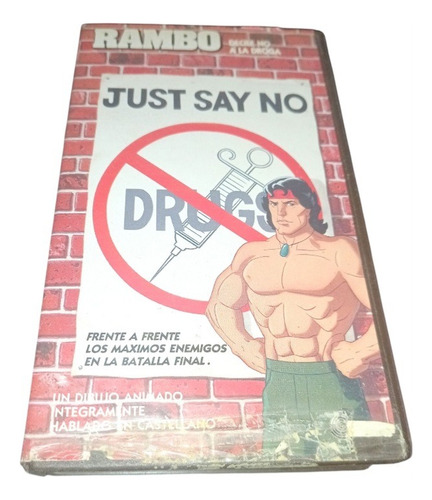 RAMBO
DECIR NO
A LA DROGA
JUST SAY NO
DRUGS
FRENTE A FRENTE
LOS MAXIMOS ENEMIGOS
EN LA BATALLA FINAL.
UN DIBUJO ANIMADO
INTEGRAMENTE
HABLADO EN CASTELLANO